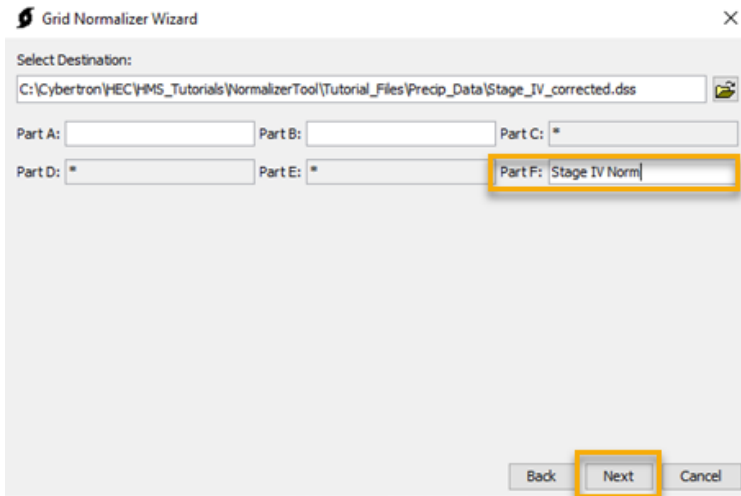 Grid Normalizer Wizard
Select Destination:
C:\Cybertron\HEC\HMS_Tutorials\NormalizerTool\Tutorial_Files\Precip_Data\Stage_IV_corrected.dss
Part A: Part B: Part C: *
Part D: * Part E: * Part F: Stage IV Norm
Back Next Cancel